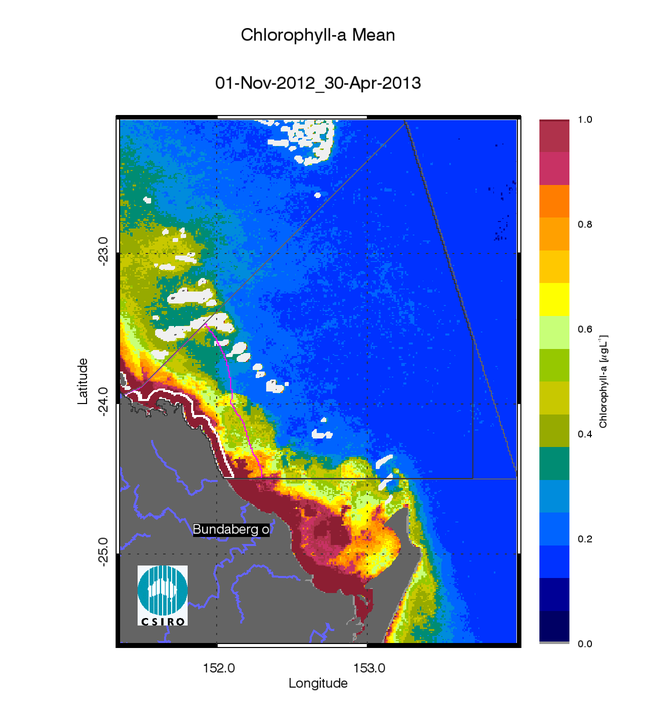 Chlorophyll-a Mean
01-Nov-2012_30-Apr-2013
1.0
0.8
0.6
0.4
0.2
0.0
Chlorophyll-a [µgL⁻¹]
-23.0
-24.0
-25.0
Latitude
Bundaberg o
CSIRO
152.0
153.0
Longitude